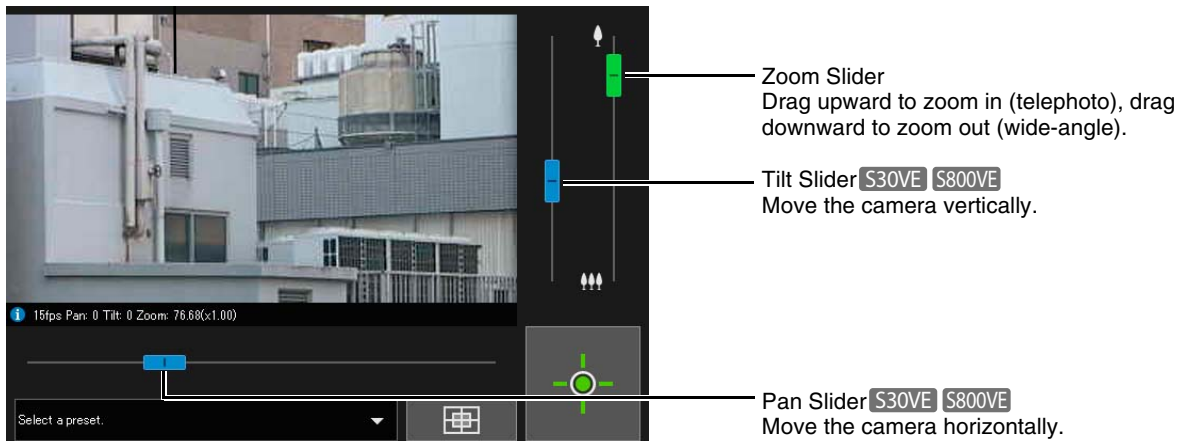 Zoom Slider
Drag upward to zoom in (telephoto), drag
downward to zoom out (wide-angle).
Tilt Slider S30VE S800VE
Move the camera vertically.
15fps Pan: 0 Tilt: 0 Zoom: 76.68(x1.00)
Select a preset.
Pan Slider S30VE S800VE
Move the camera horizontally.